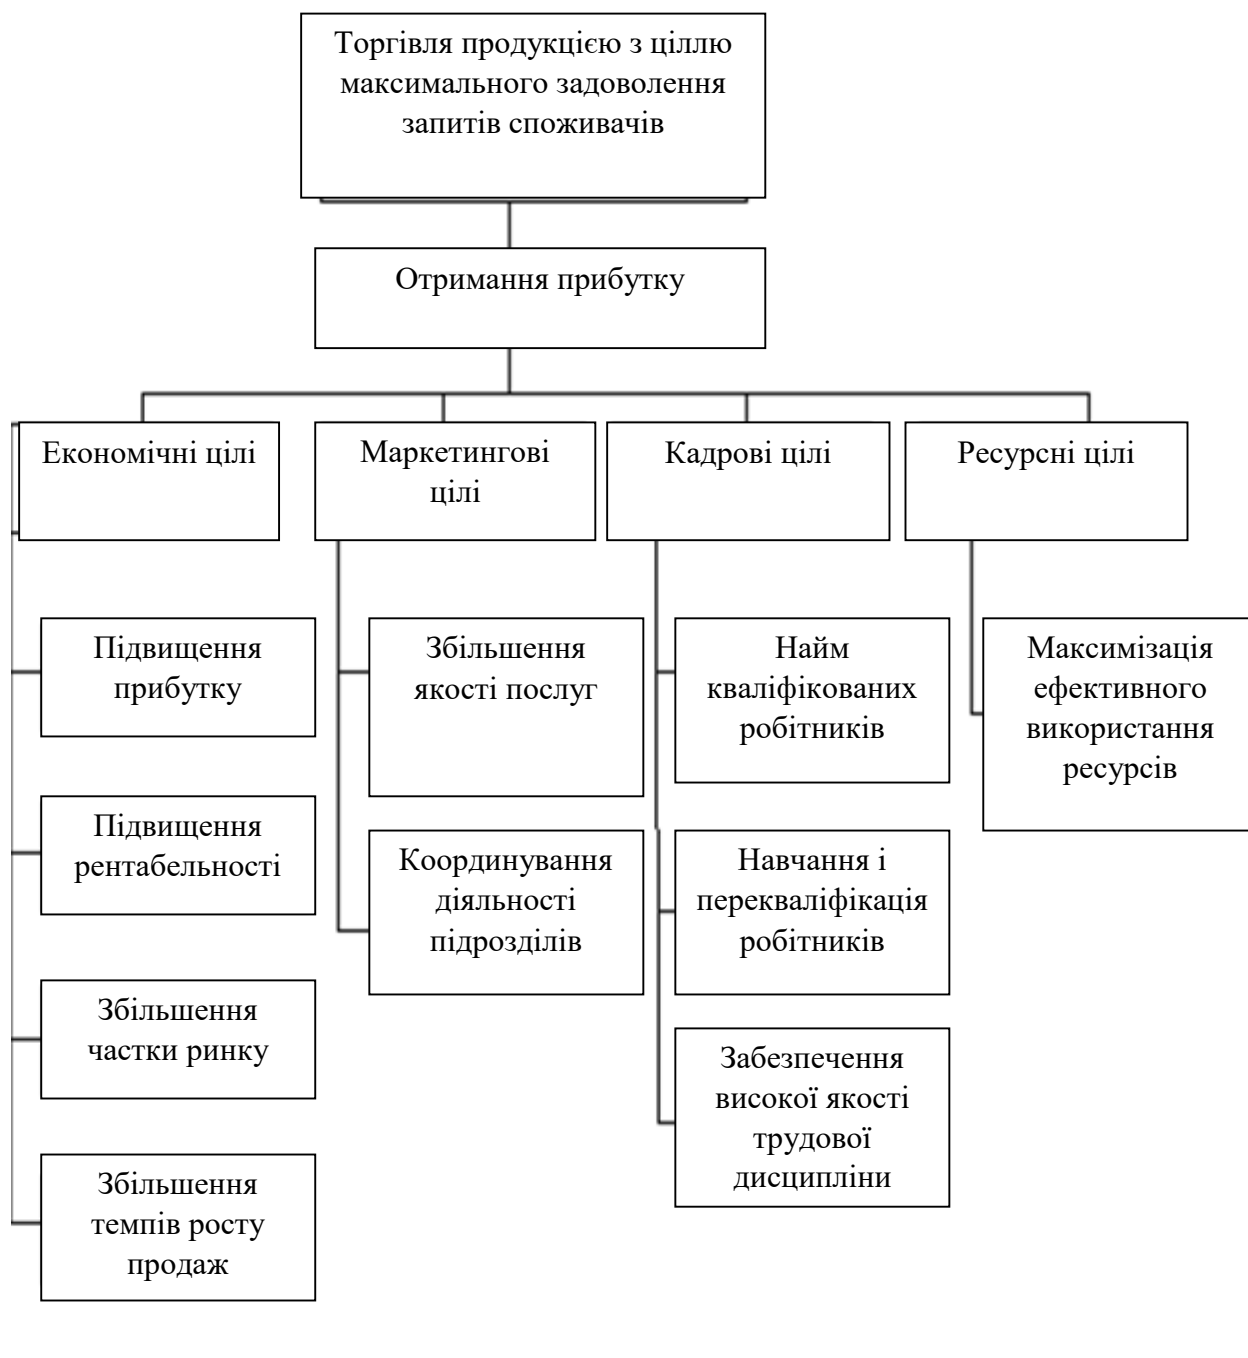 Торгівля продукцією з ціллю
максимального задоволення
запитів споживачів
Отримання прибутку
Економічні цілі
Маркетингові
цілі
Кадрові цілі
Ресурсні цілі
Підвищення
прибутку
Підвищення
рентабельності
Збільшення
частки ринку
Збільшення
темпів росту
продаж
Збільшення
якості послуг
Координування
діяльності
підрозділів
Найм
кваліфікованих
робітників
Навчання і
перекваліфікація
робітників
Забезпечення
високої якості
трудової
дисципліни
Максимізація
ефективного
використання
ресурсів